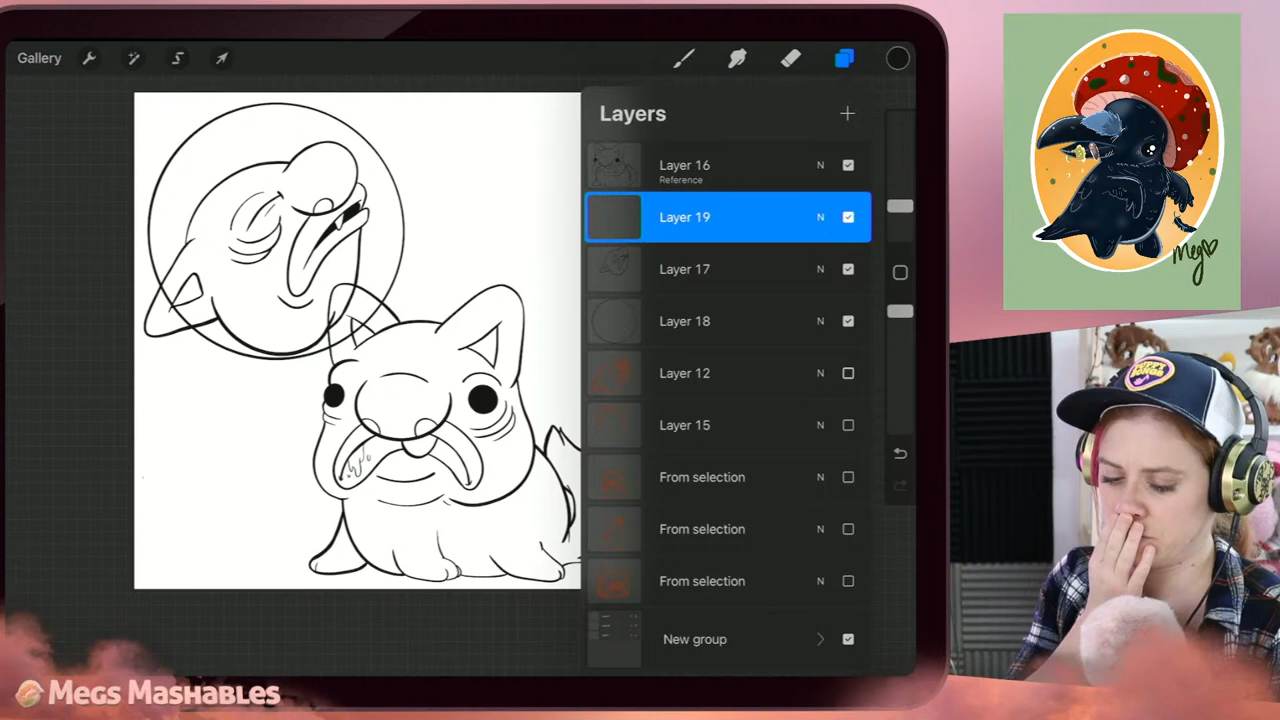 Gallery
Layers
Layer 16 N
Reference
Layer 19 N
Layer 17 N
Layer 18 N
Layer 12 N
Layer 15 N
From selection N
From selection N
From selection N
New group
Meg
PUPPY
Megs Mashables